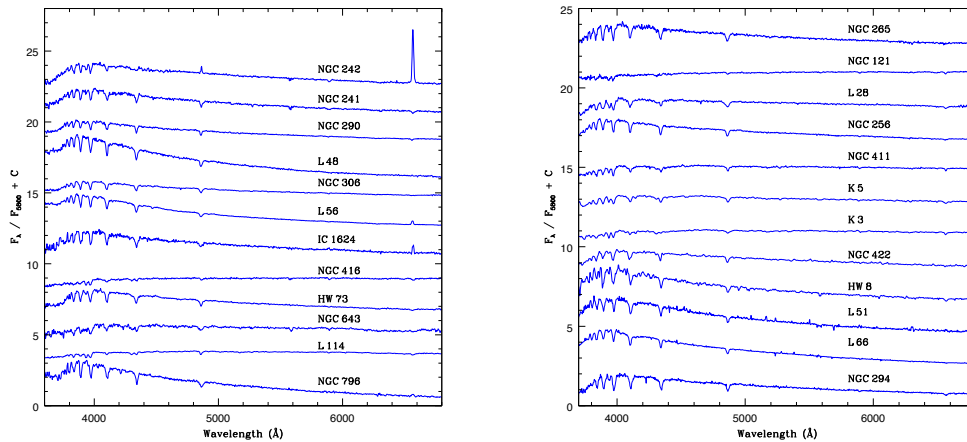 25
20
15
10
5
0
F_λ / F_5800 + C
NGC 242
NGC 241
NGC 290
L 48
NGC 306
L 56
IC 1624
NGC 416
HW 73
NGC 643
L 114
NGC 796
4000
5000
6000
Wavelength (Å)
25
20
15
10
5
0
F_λ / F_5800 + C
NGC 265
NGC 121
L 28
NGC 256
NGC 411
K 5
K 3
NGC 422
HW 8
L 51
L 66
NGC 294
4000
5000
6000
Wavelength (Å)